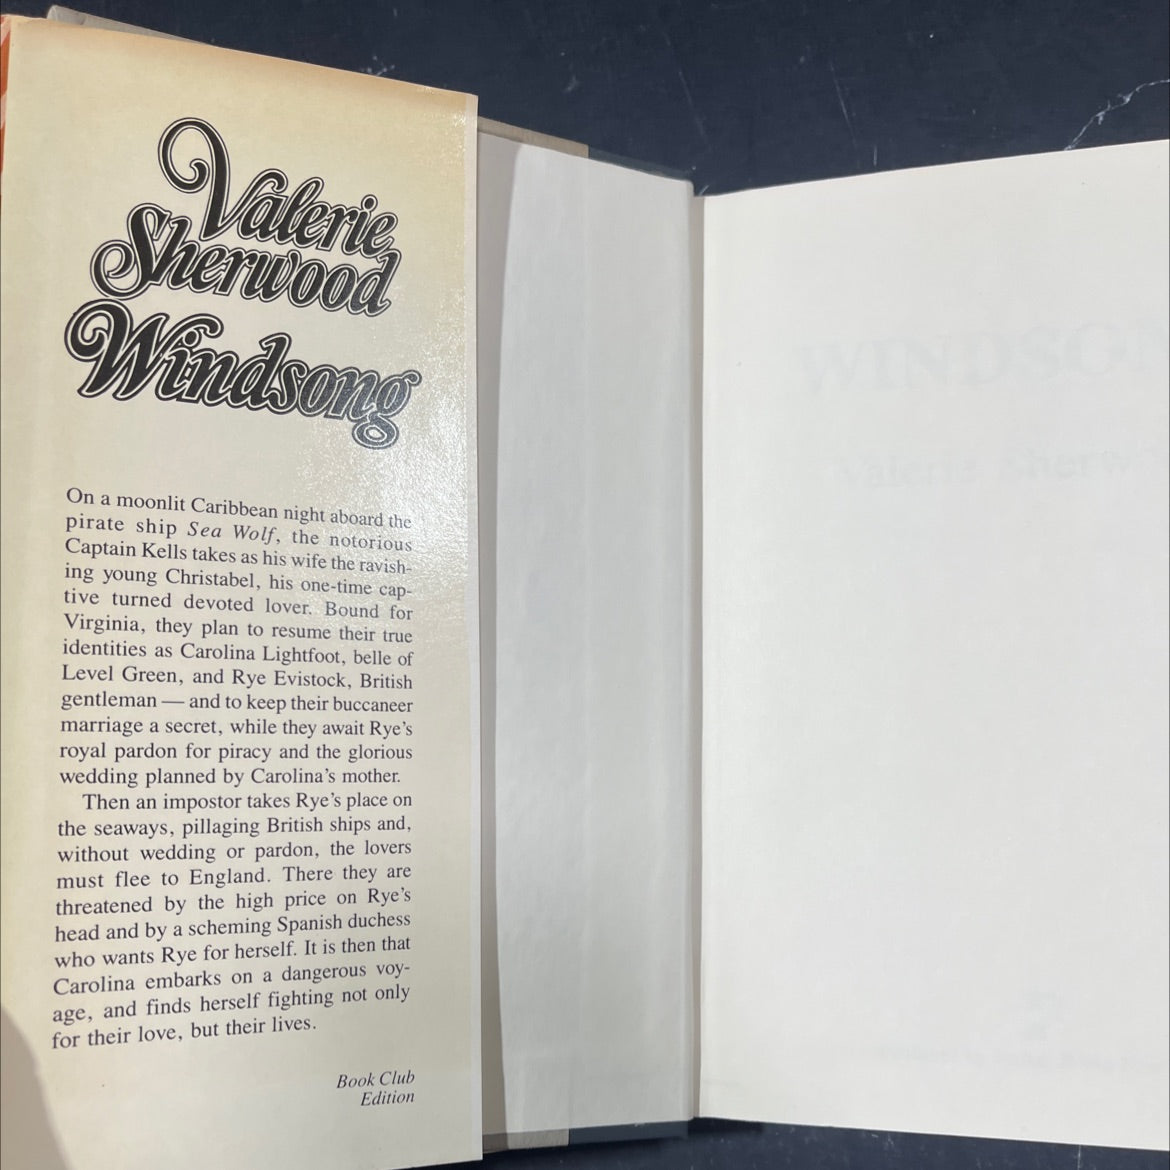 Valerie
Sherwood
Windsong
On a moonlit Caribbean night aboard the
pirate ship Sea Wolf, the notorious
Captain Kells takes as his wife the ravish-
ing young Christabel, his one-time cap-
tive turned devoted lover. Bound for
Virginia, they plan to resume their true
identities as Carolina Lightfoot, belle of
Level Green, and Rye Evistock, British
gentleman — and to keep their buccaneer
marriage a secret, while they await Rye's
royal pardon for piracy and the glorious
wedding planned by Carolina's mother.
Then an impostor takes Rye's place on
the seaways, pillaging British ships and,
without wedding or pardon, the lovers
must flee to England. There they are
threatened by the high price on Rye's
head and by a scheming Spanish duchess
who wants Rye for herself. It is then that
Carolina embarks on a dangerous voy-
age, and finds herself fighting not only
for their love, but their lives.
Book Club
Edition
WINDSON
Valerie Sherw